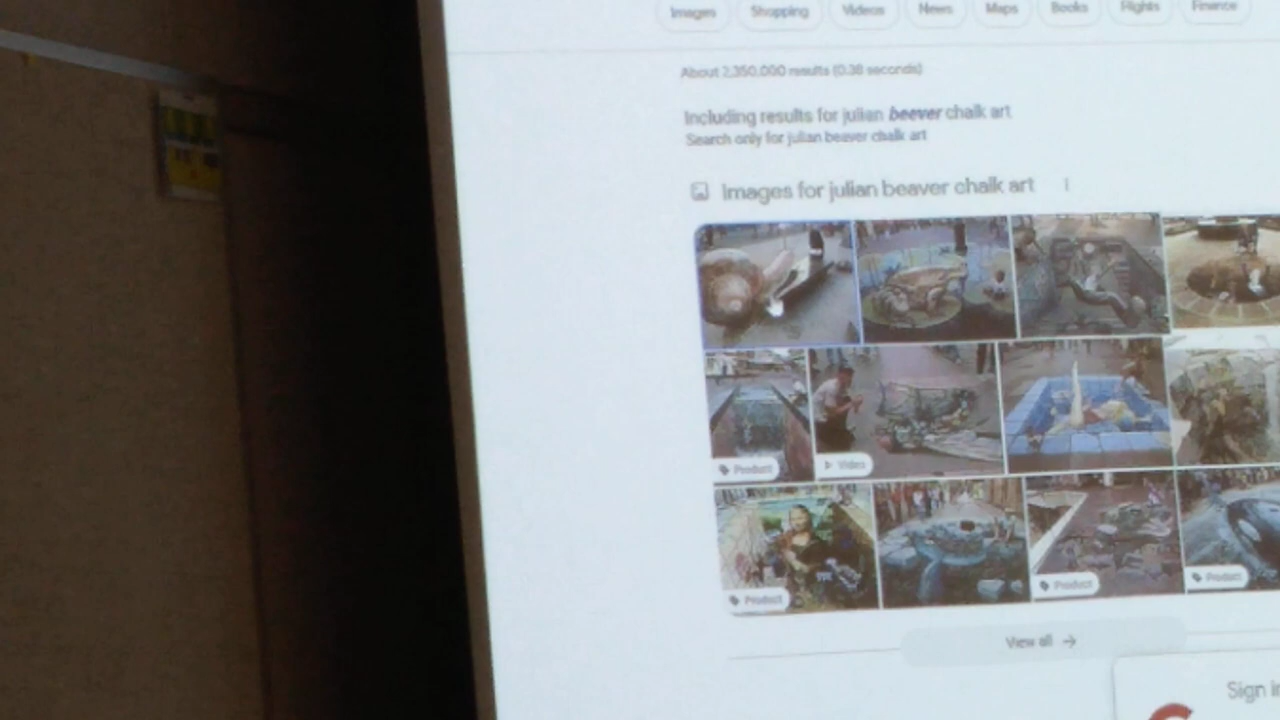 Images Shopping Videos News Maps Books Flights Finance
About 2,350,000 results (0.38 seconds)
Including results for julian beever chalk art
Search only for julian beaver chalk art
Images for julian beaver chalk art
Product
Video
Product
Product
Product
View all →
Sign in